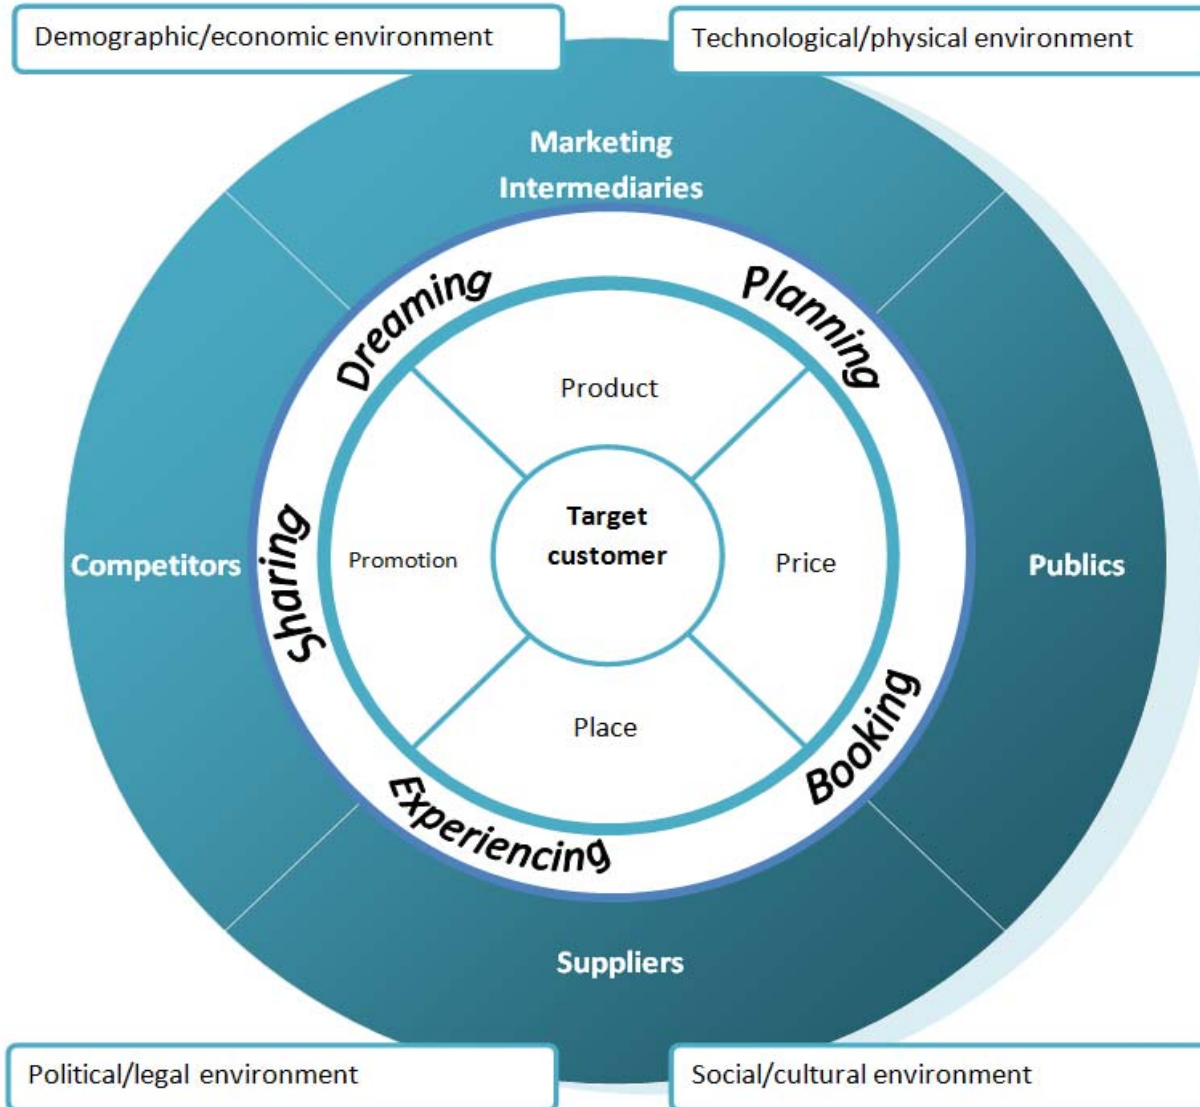 Demographic/economic environment
Technological/physical environment
Marketing
Intermediaries
Dreaming
Planning
Product
Target
customer
Promotion
Price
Competitors
Sharing
Publics
Place
Booking
Experiencing
Suppliers
Political/legal environment
Social/cultural environment